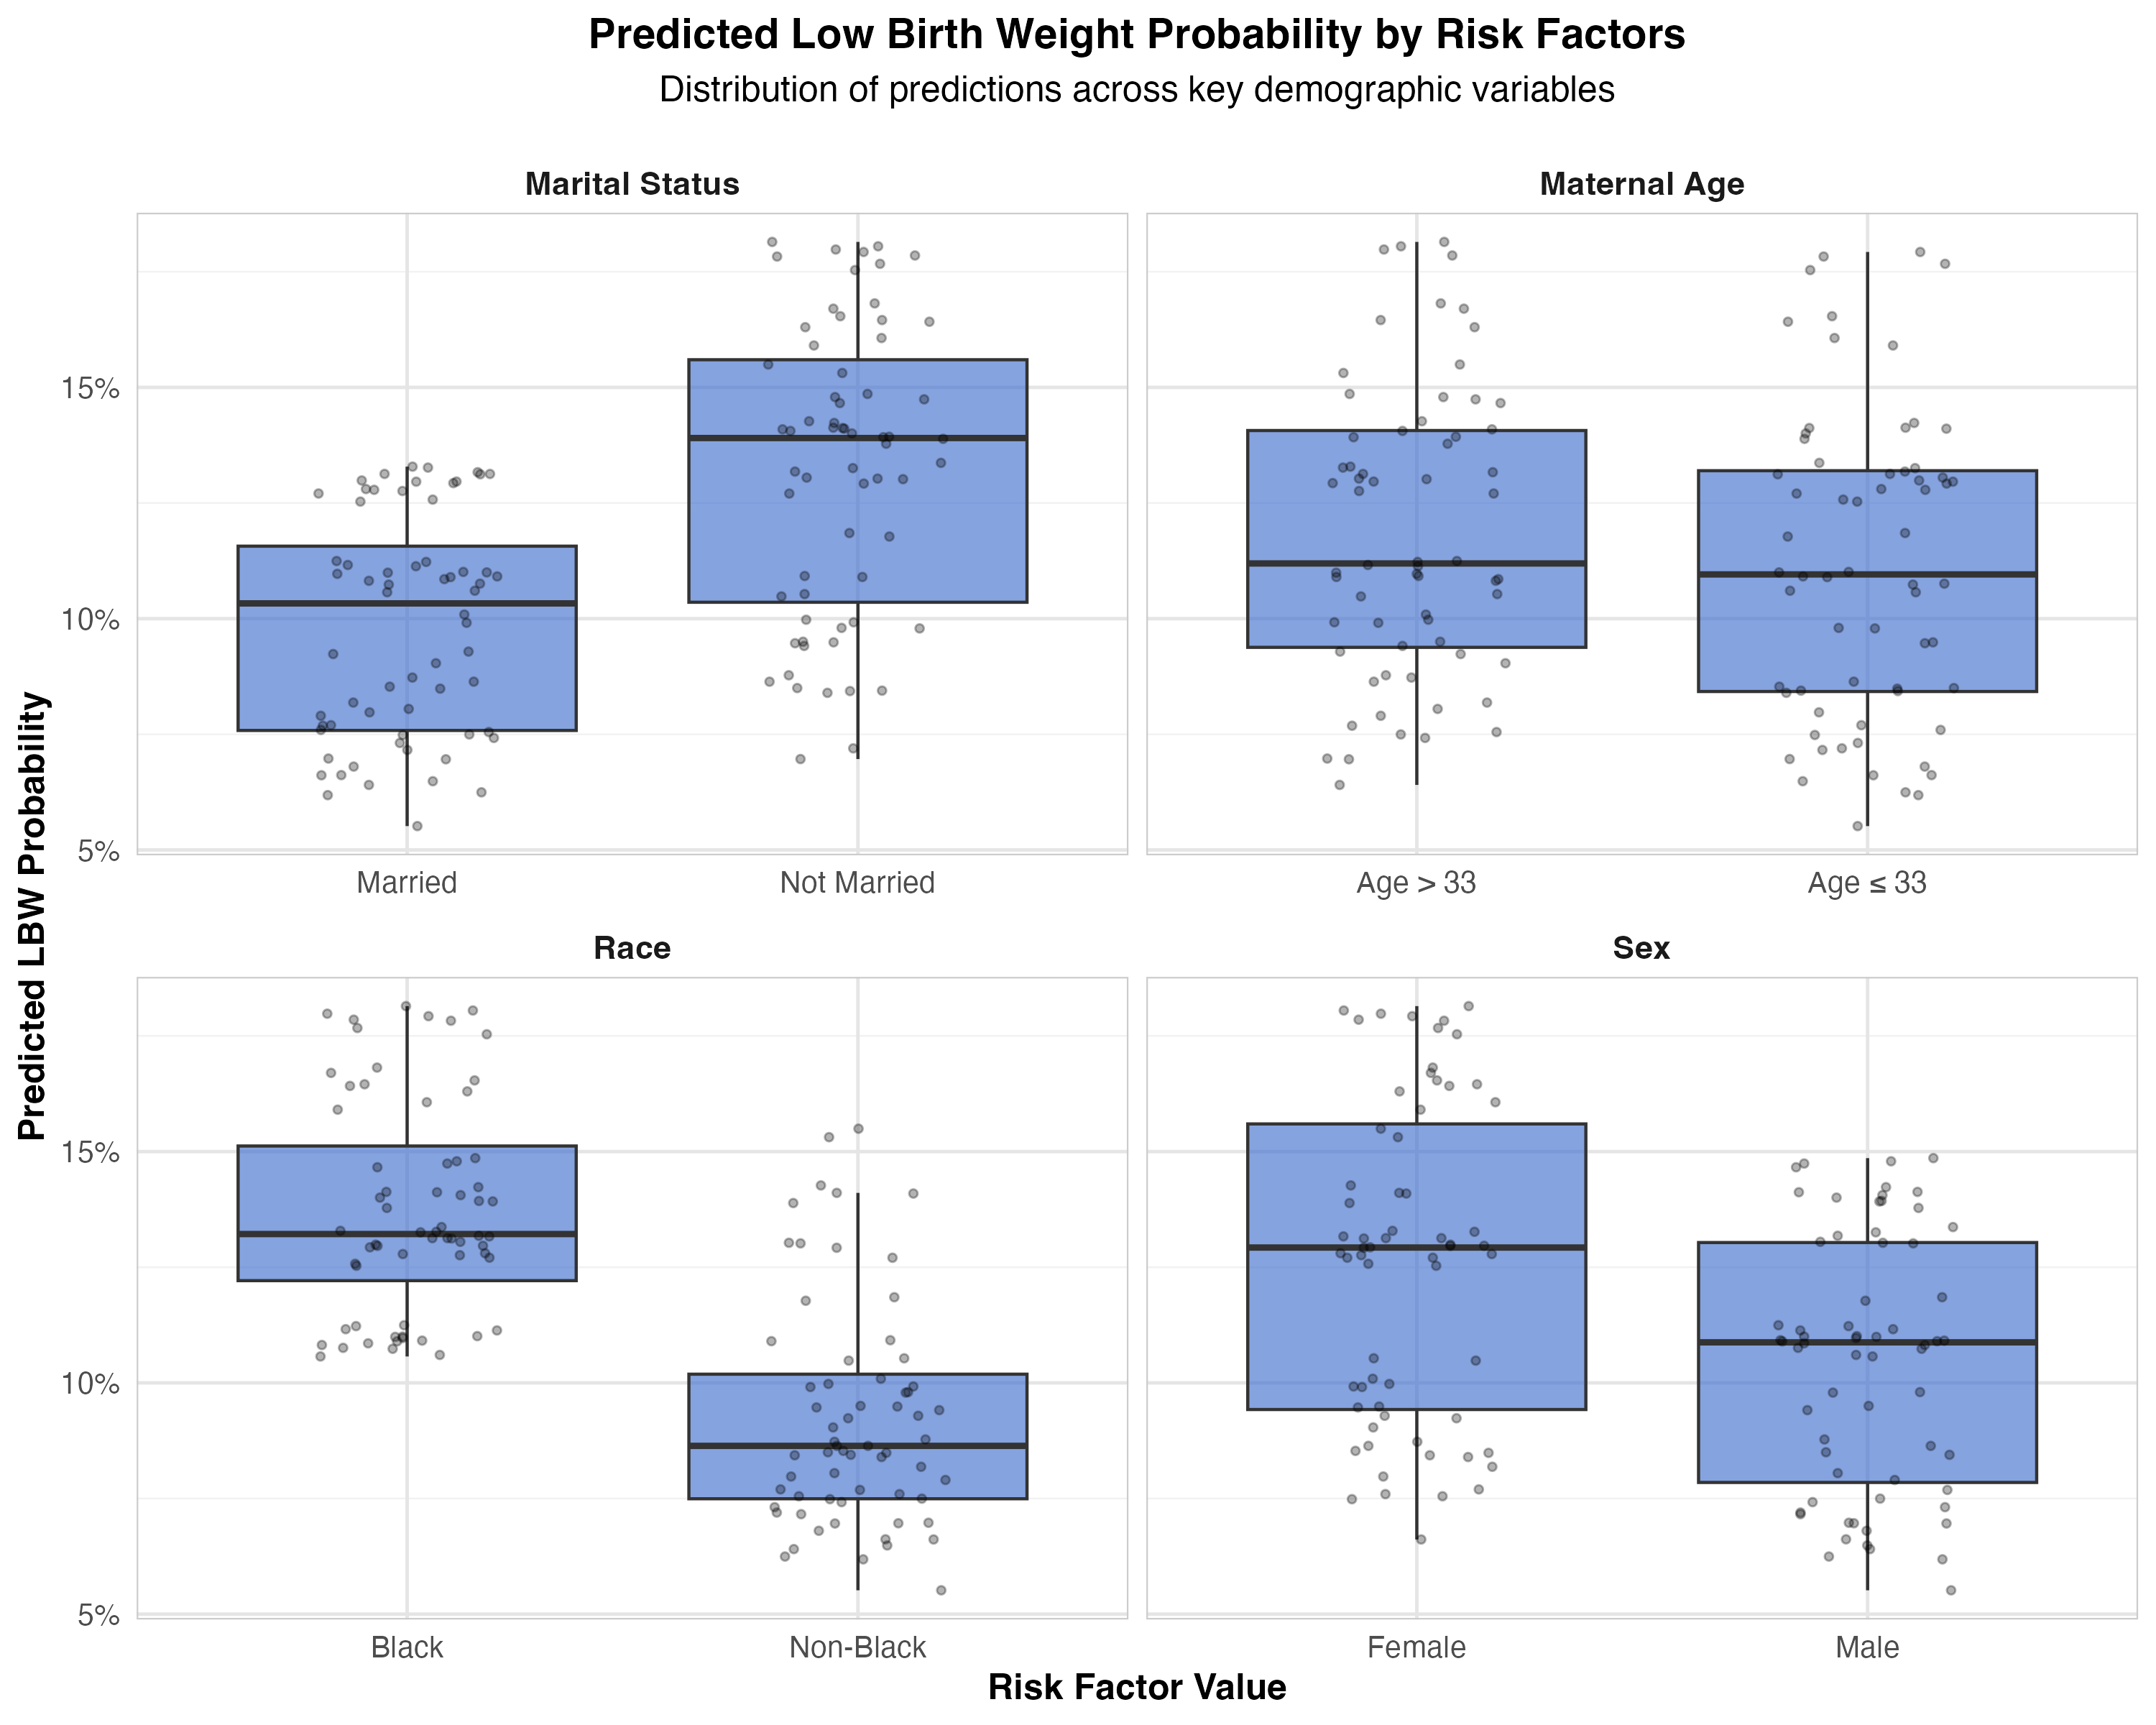 Predicted Low Birth Weight Probability by Risk Factors
Distribution of predictions across key demographic variables
Marital Status
Maternal Age
15%
10%
5%
Married
Not Married
Age > 33
Age ≤ 33
Predicted LBW Probability
Race
Sex
15%
10%
5%
Black
Non-Black
Female
Male
Risk Factor Value